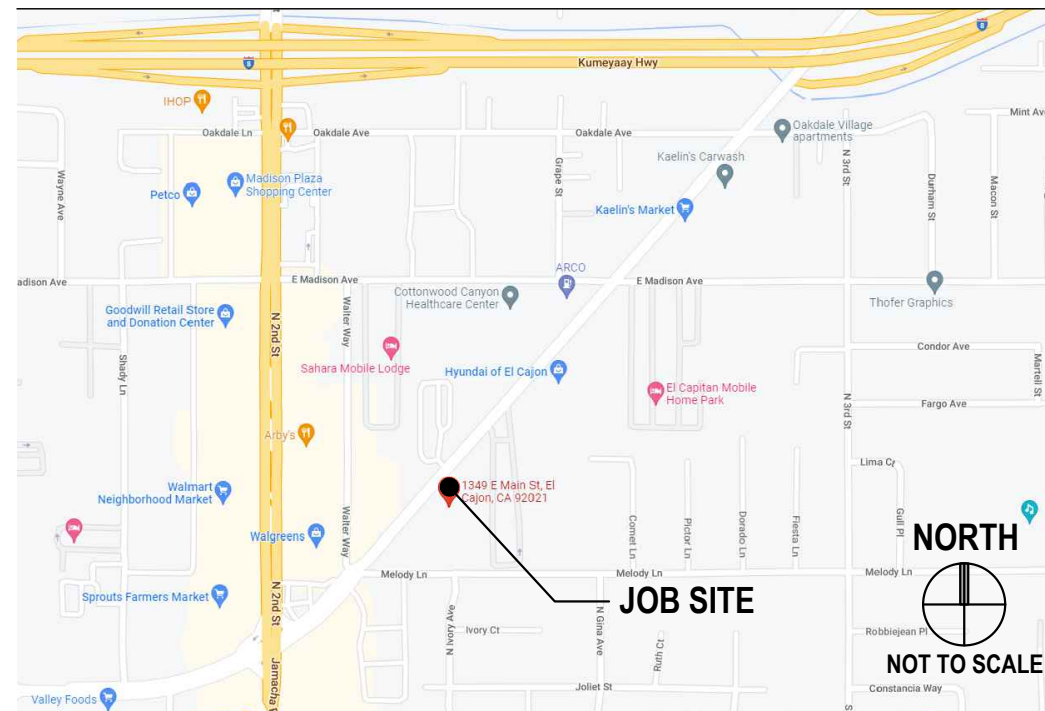 8
8
Kumeyaay Hwy
IHOP
Oakdale Ln
Oakdale Ave
Oakdale Ave
Oakdale Village
apartments
Mint Av
Kaelin's Carwash
Wayne Ave
Grape St
N 3rd St
Durham St
Macon St
Madison Plaza
Shopping Center
Petco
Kaelin's Market
ARCO
adison Ave
E Madison Ave
E Madison Ave
Cottonwood Canyon
Healthcare Center
Thofer Graphics
Goodwill Retail Store
and Donation Center
N 2nd St
Walter Way
Shady Ln
Sahara Mobile Lodge
Hyundai of El Cajon
Condor Ave
Martell St
El Capitan Mobile
Home Park
N 3rd St
Fargo Ave
Arby's
Lima C
Walmart
Neighborhood Market
1349 E Main St, El
Cajon, CA 92021
Walgreens
Walter Way
Comet Ln
Pictor Ln
Dorado Ln
Fiesta Ln
Gull Pl
NORTH
Melody Ln
Melody Ln
Melody Ln
Sprouts Farmers Market
N 2nd St
JOB SITE
N Ivory Ave
Ivory Ct
N Gina Ave
Ruth Ct
Robbiejean Pl
NOT TO SCALE
Jamacha
Joliet St
Constancia Way
Valley Foods
S